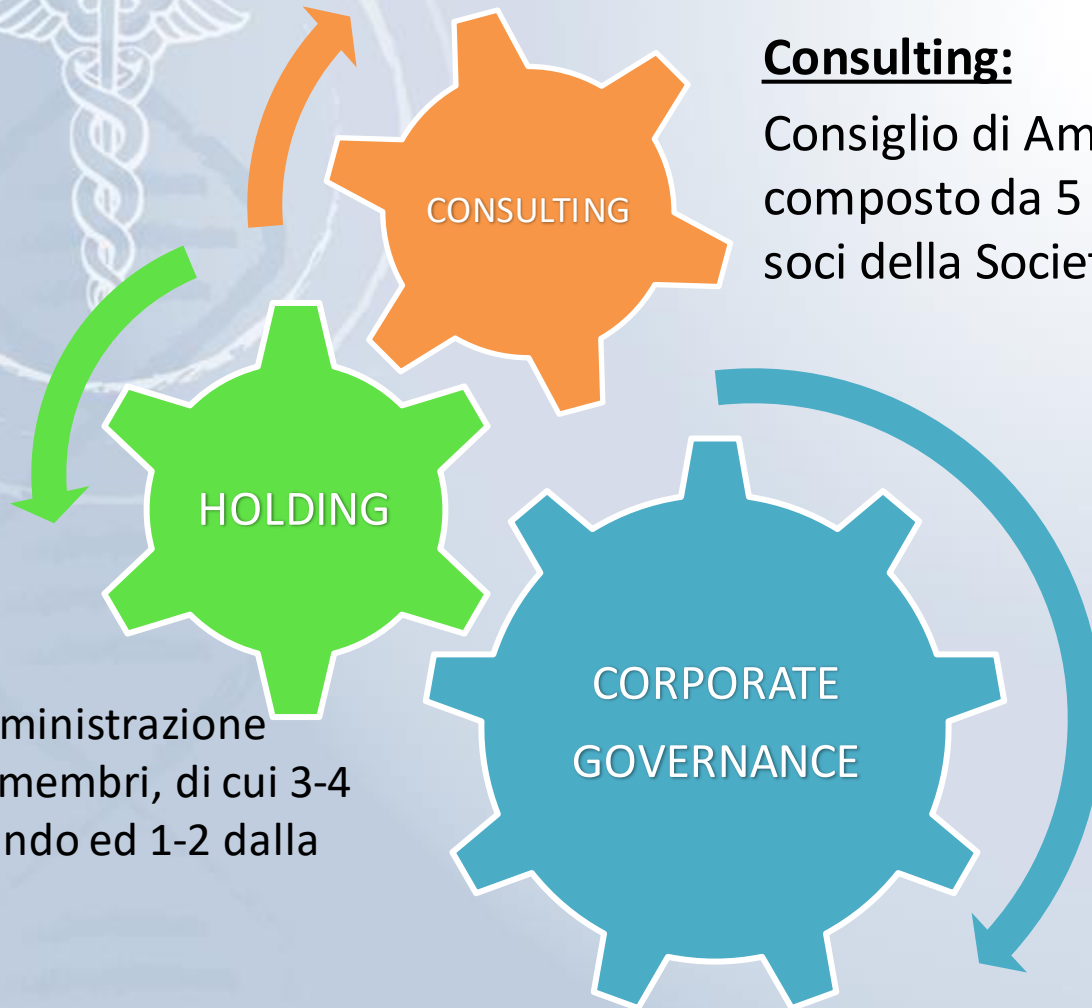 Consulting:
Consiglio di Am
composto da 5
soci della Societ
CONSULTING
HOLDING
CORPORATE
GOVERNANCE
ministrazione
membri, di cui 3-4
ndo ed 1-2 dalla